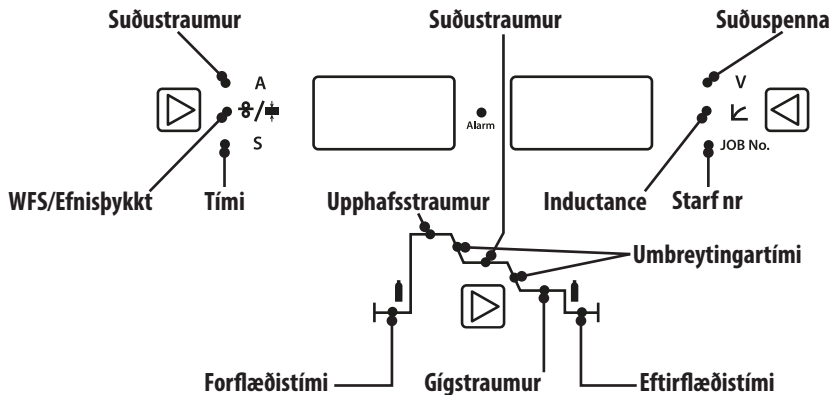 Suðustraumur Suðustraumur Suðuspenna
A V
Alarm
S JOB No.
WFS/Efnisþykkt Tími Upphafsstraumur Inductance Starf nr
Umbreytingartími
Forflæðistími Gígstraumur Eftirflæðistími